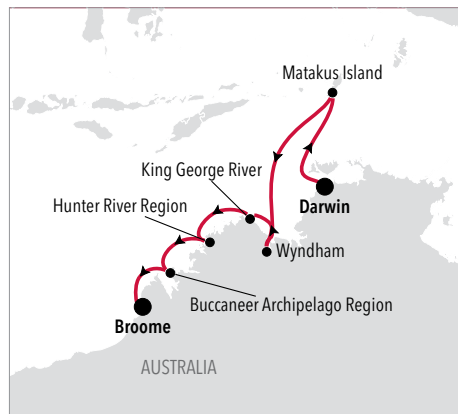 Matakus Island
King George River
Darwin
Hunter River Region
Wyndham
Buccaneer Archipelago Region
Broome
AUSTRALIA